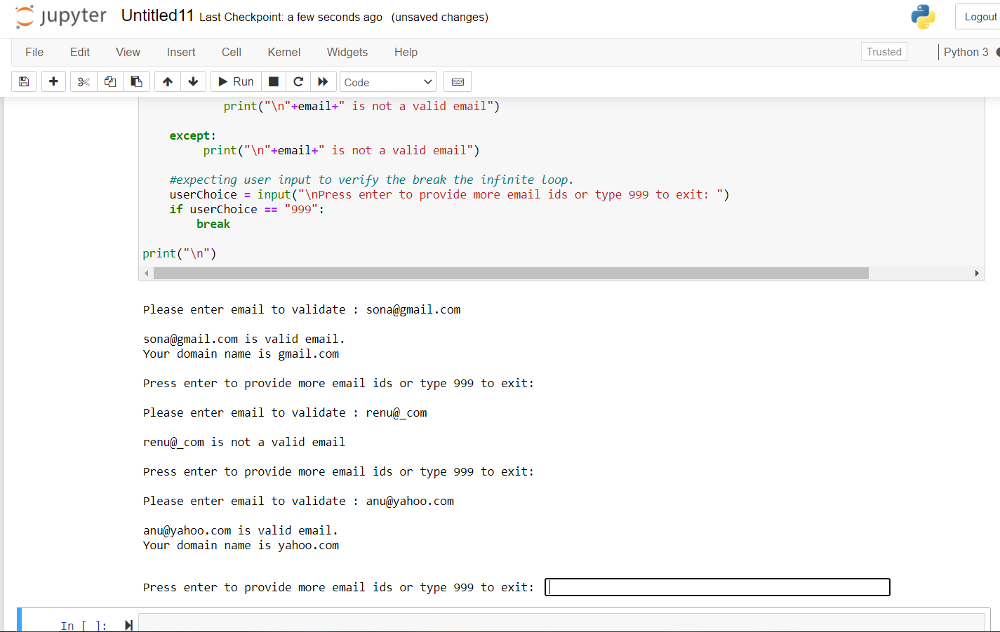 jupyter Untitled11 Last Checkpoint: a few seconds ago (unsaved changes) Logout
File Edit View Insert Cell Kernel Widgets Help Trusted Python 3
Run Code
print("\n"+email+" is not a valid email")
except:
print("\n"+email+" is not a valid email")
#expecting user input to verify the break the infinite loop.
userChoice = input("\nPress enter to provide more email ids or type 999 to exit: ")
if userChoice == "999":
break
print("\n")
Please enter email to validate : sona@gmail.com
sona@gmail.com is valid email.
Your domain name is gmail.com
Press enter to provide more email ids or type 999 to exit:
Please enter email to validate : renu@_com
renu@_com is not a valid email
Press enter to provide more email ids or type 999 to exit:
Please enter email to validate : anu@yahoo.com
anu@yahoo.com is valid email.
Your domain name is yahoo.com
Press enter to provide more email ids or type 999 to exit:
In [ ]: